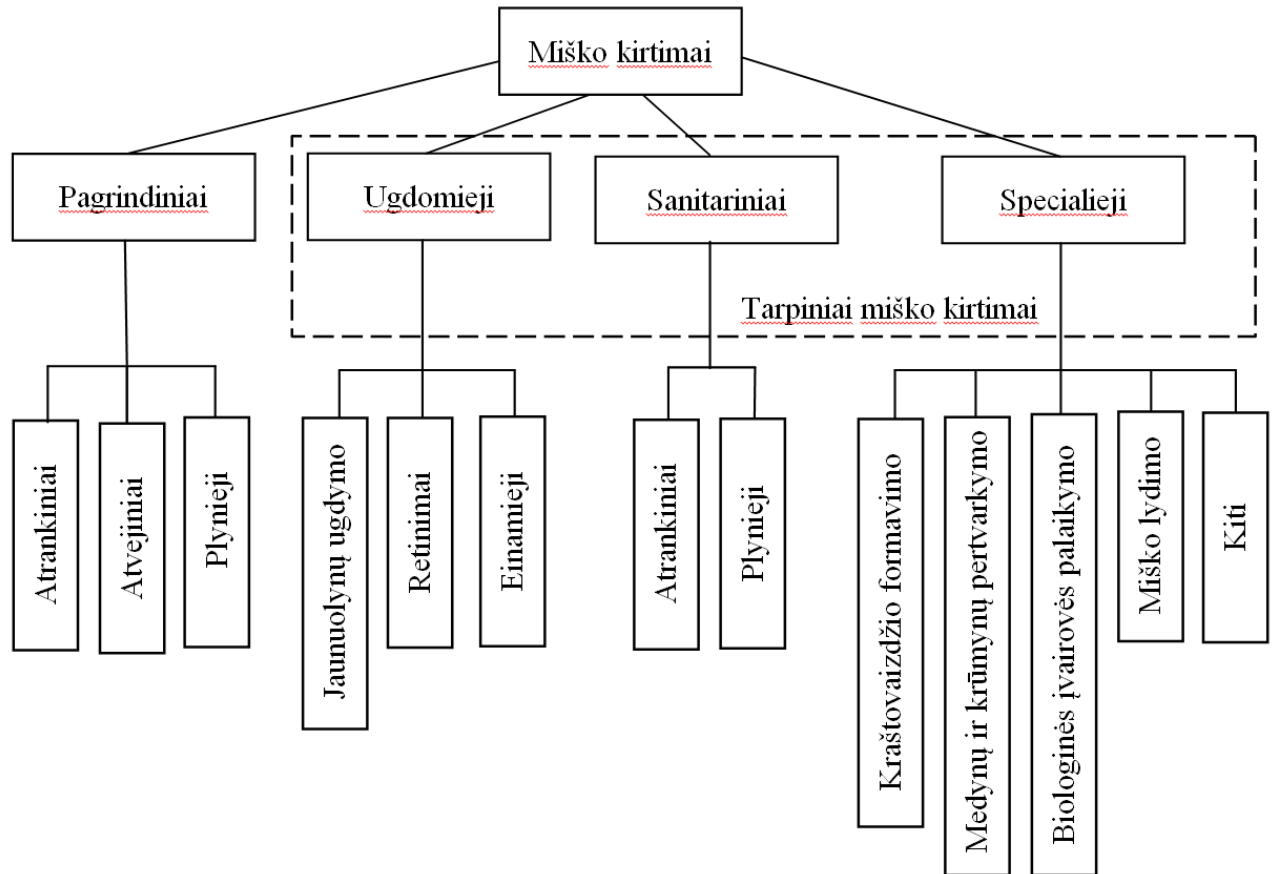 Miško kirtimai
Pagrindiniai
Ugdomieji
Sanitariniai
Specialieji
Tarpiniai miško kirtimai
Atrankiniai
Atvejiniai
Plynieji
Jaunuolynų ugdymo
Retinimai
Einamieji
Atrankiniai
Plynieji
Kraštovaizdžio formavimo
Medynų ir krūmynų pertvarkymo
Biologinės įvairovės palaikymo
Miško lydimo
Kiti